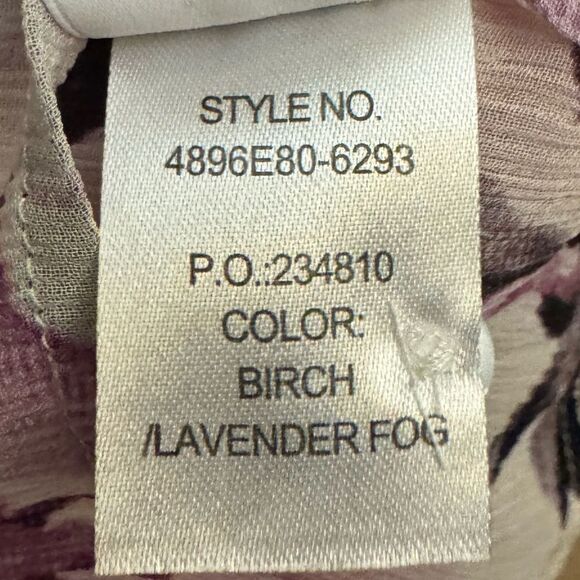 STYLE NO.
4896E80-6293
P.O.:234810
COLOR:
BIRCH
/LAVENDER FOG